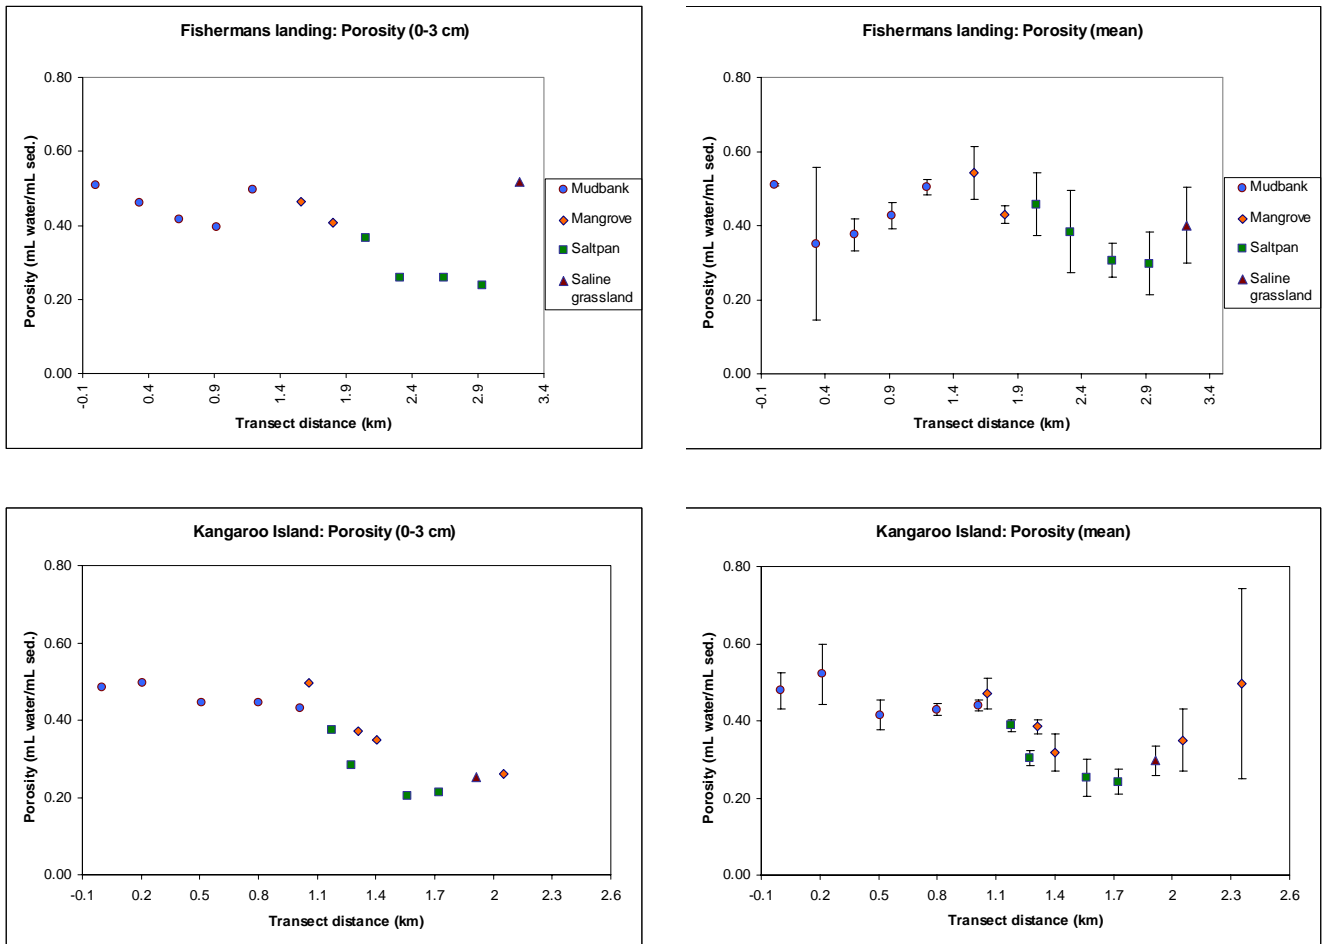 Fishermans landing: Porosity (0-3 cm)
Porosity (mL water/mL sed.)
0.80
0.60
0.40
0.20
0.00
-0.1 0.4 0.9 1.4 1.9 2.4 2.9 3.4
Transect distance (km)
Mudbank
Mangrove
Saltpan
Saline
grassland
Fishermans landing: Porosity (mean)
Porosity (mL water/mL sed.)
0.80
0.60
0.40
0.20
0.00
-0.1 0.4 0.9 1.4 1.9 2.4 2.9 3.4
Transect distance (km)
Mudbank
Mangrove
Saltpan
Saline
grassland
Kangaroo Island: Porosity (0-3 cm)
Porosity (mL water/mL sed.)
0.80
0.60
0.40
0.20
0.00
-0.1 0.2 0.5 0.8 1.1 1.4 1.7 2 2.3 2.6
Transect distance (km)
Kangaroo Island: Porosity (mean)
Porosity (mL water/mL sed.)
0.80
0.60
0.40
0.20
0.00
-0.1 0.2 0.5 0.8 1.1 1.4 1.7 2 2.3 2.6
Transect distance (km)